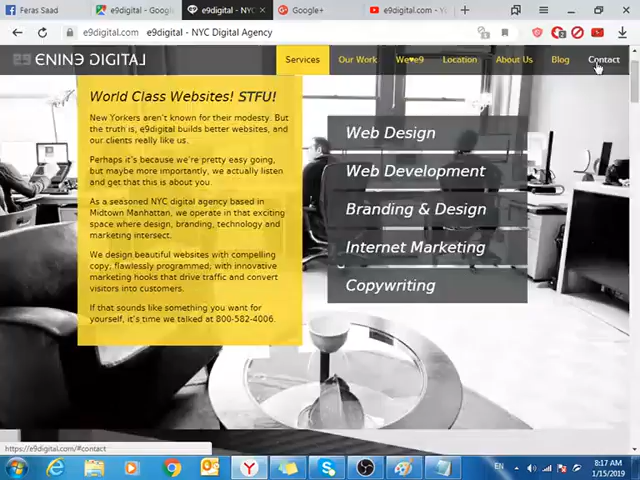 Feras Saad
Goog
e9digital - Goog
e9digital - NYC
Google+
e9digital.com - Yo
e9digital.com e9digital - NYC Digital Agency
ENINE DIGITAL
Services
Our Work
We♥e9
Location
About Us
Blog
Contact
World Class Websites! STFU!
New Yorkers aren't known for their modesty. But
the truth is, e9digital builds better websites, and
our clients really like us.
Perhaps it's because we're pretty easy going,
but maybe more importantly, we actually listen
and get that this is about you.
As a seasoned NYC digital agency based in
Midtown Manhattan, we operate in that exciting
space where design, branding, technology and
marketing intersect.
We design beautiful websites with compelling
copy, flawlessly programmed, with innovative
marketing hooks that drive traffic and convert
visitors into customers.
If that sounds like something you want for
yourself, it's time we talked at 800-582-4006.
Web Design
Web Development
Branding & Design
Internet Marketing
Copywriting
https://e9digital.com/#contact
EN
8:17 AM
1/15/2019